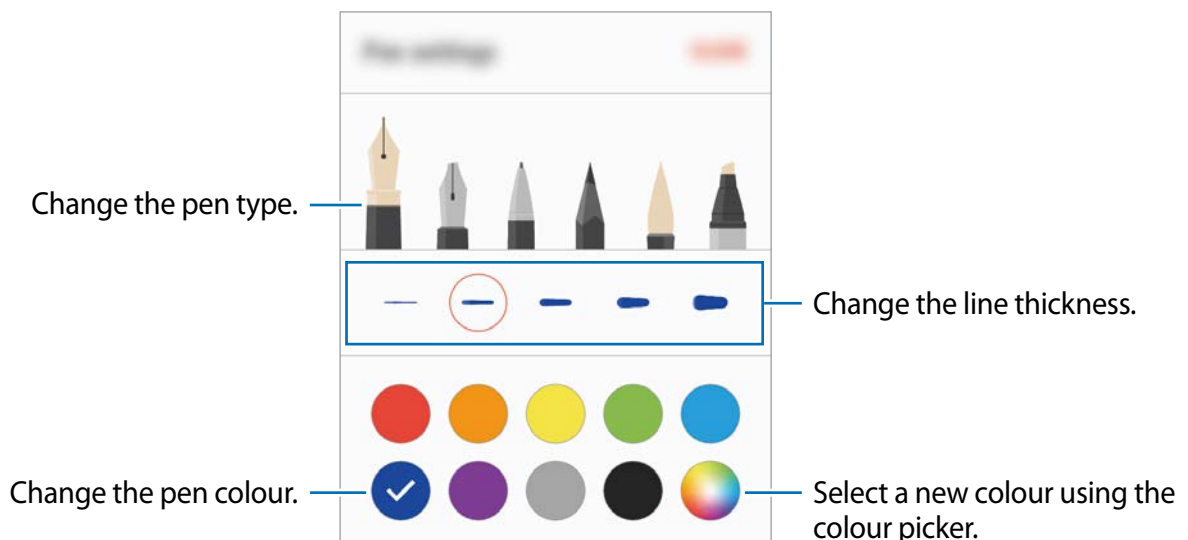 Change the pen type.
Change the line thickness.
Change the pen colour.
Select a new colour using the
colour picker.